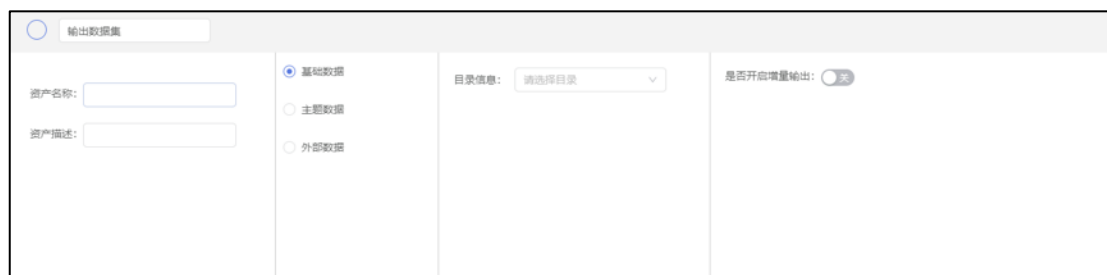 输出数据集
资产名称：
资产描述：
基础数据
主题数据
外部数据
目录信息： 请选择目录
是否开启增量输出： 关